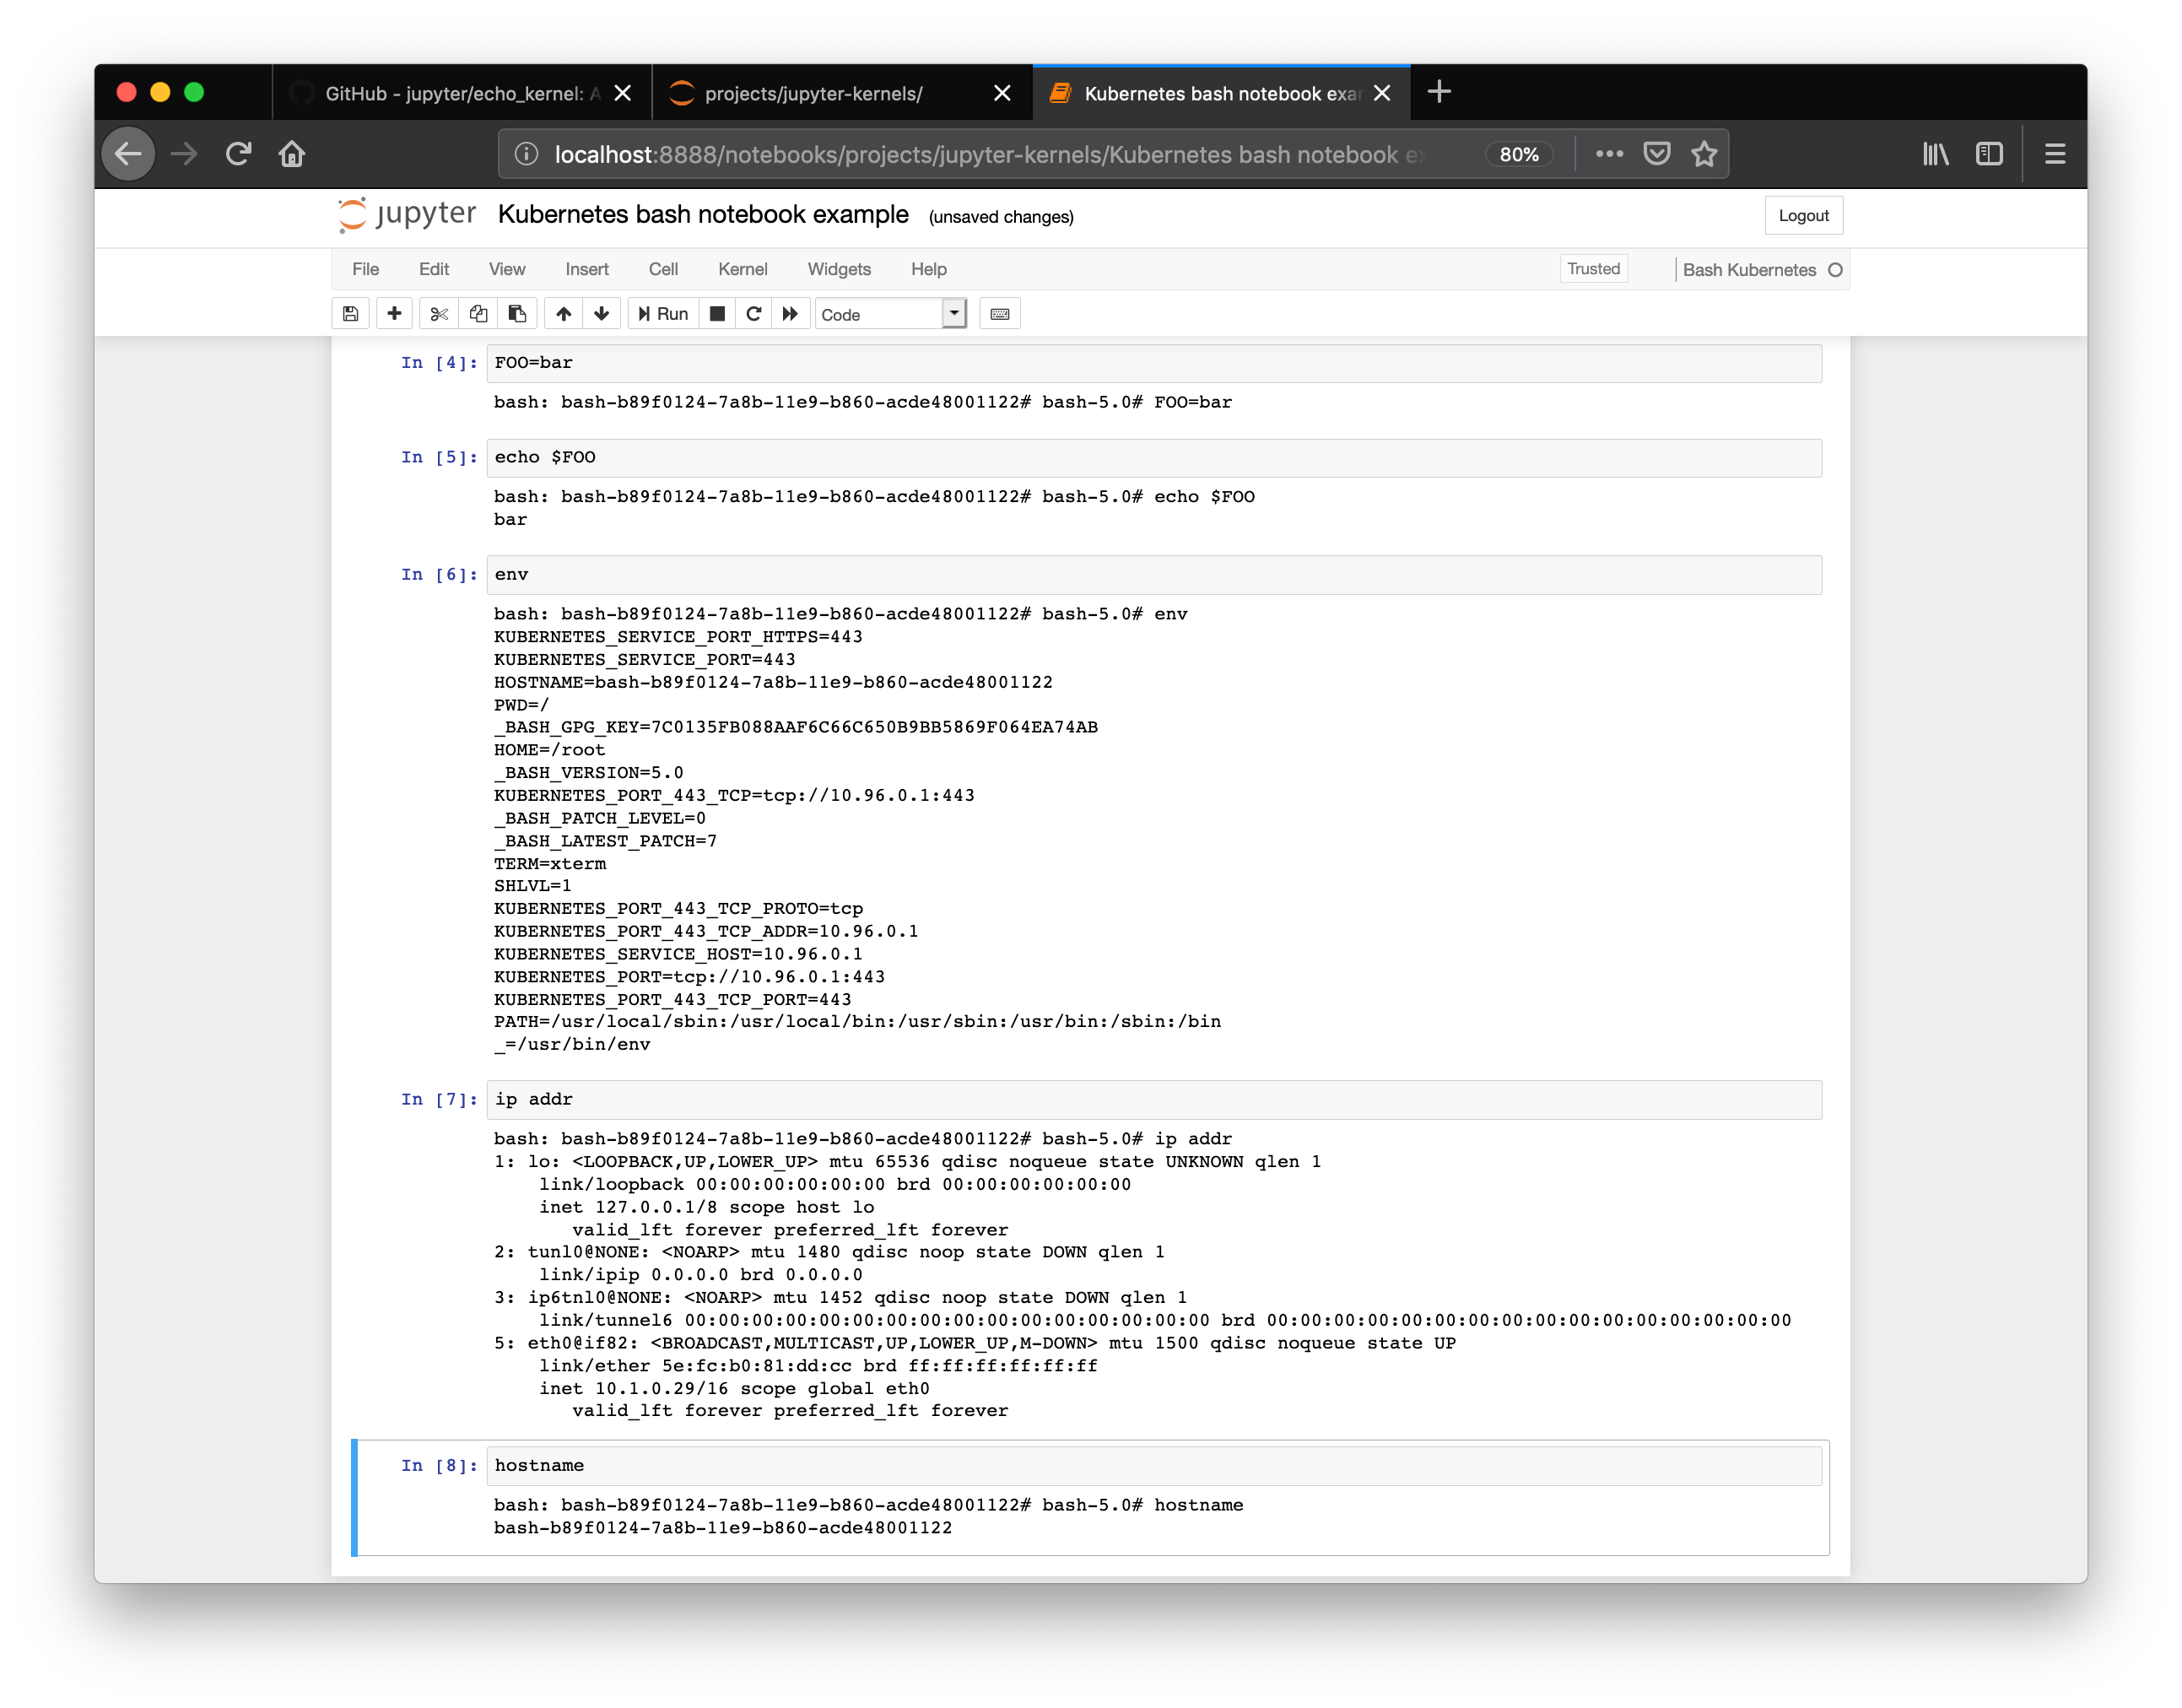 GitHub - jupyter/echo_kernel: A
projects/jupyter-kernels/
Kubernetes bash notebook exam
localhost:8888/notebooks/projects/jupyter-kernels/Kubernetes bash notebook ex
80%
jupyter Kubernetes bash notebook example (unsaved changes)
Logout
File Edit View Insert Cell Kernel Widgets Help
Trusted
Bash Kubernetes
Run
Code
In [4]: FOO=bar
bash: bash-b89f0124-7a8b-11e9-b860-acde48001122# bash-5.0# FOO=bar
In [5]: echo $FOO
bash: bash-b89f0124-7a8b-11e9-b860-acde48001122# bash-5.0# echo $FOO
bar
In [6]: env
bash: bash-b89f0124-7a8b-11e9-b860-acde48001122# bash-5.0# env
KUBERNETES_SERVICE_PORT_HTTPS=443
KUBERNETES_SERVICE_PORT=443
HOSTNAME=bash-b89f0124-7a8b-11e9-b860-acde48001122
PWD=/
_BASH_GPG_KEY=7C0135FB088AAF6C66C650B9BB5869F064EA74AB
HOME=/root
_BASH_VERSION=5.0
KUBERNETES_PORT_443_TCP=tcp://10.96.0.1:443
_BASH_PATCH_LEVEL=0
_BASH_LATEST_PATCH=7
TERM=xterm
SHLVL=1
KUBERNETES_PORT_443_TCP_PROTO=tcp
KUBERNETES_PORT_443_TCP_ADDR=10.96.0.1
KUBERNETES_SERVICE_HOST=10.96.0.1
KUBERNETES_PORT=tcp://10.96.0.1:443
KUBERNETES_PORT_443_TCP_PORT=443
PATH=/usr/local/sbin:/usr/local/bin:/usr/sbin:/usr/bin:/sbin:/bin
_=/usr/bin/env
In [7]: ip addr
bash: bash-b89f0124-7a8b-11e9-b860-acde48001122# bash-5.0# ip addr
1: lo: <LOOPBACK,UP,LOWER_UP> mtu 65536 qdisc noqueue state UNKNOWN qlen 1
link/loopback 00:00:00:00:00:00 brd 00:00:00:00:00:00
inet 127.0.0.1/8 scope host lo
valid_lft forever preferred_lft forever
2: tunl0@NONE: <NOARP> mtu 1480 qdisc noop state DOWN qlen 1
link/ipip 0.0.0.0 brd 0.0.0.0
3: ip6tnl0@NONE: <NOARP> mtu 1452 qdisc noop state DOWN qlen 1
link/tunnel6 00:00:00:00:00:00:00:00:00:00:00:00:00:00:00:00 brd 00:00:00:00:00:00:00:00:00:00:00:00:00:00:00:00
5: eth0@if82: <BROADCAST,MULTICAST,UP,LOWER_UP,M-DOWN> mtu 1500 qdisc noqueue state UP
link/ether 5e:fc:b0:81:dd:cc brd ff:ff:ff:ff:ff:ff
inet 10.1.0.29/16 scope global eth0
valid_lft forever preferred_lft forever
In [8]: hostname
bash: bash-b89f0124-7a8b-11e9-b860-acde48001122# bash-5.0# hostname
bash-b89f0124-7a8b-11e9-b860-acde48001122